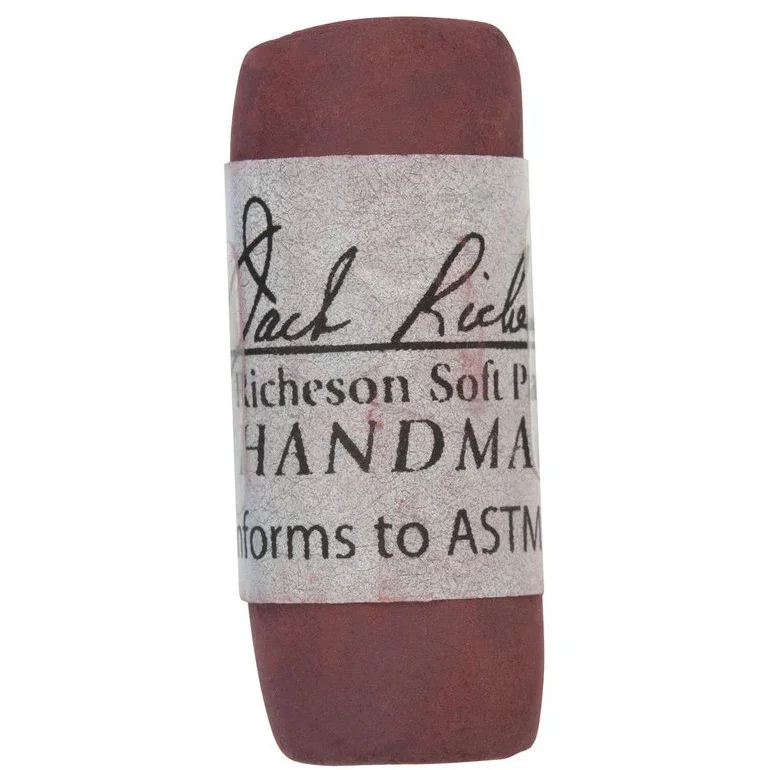 Jack Riche
Richeson Soft Pa
HANDMA
nforms to ASTM